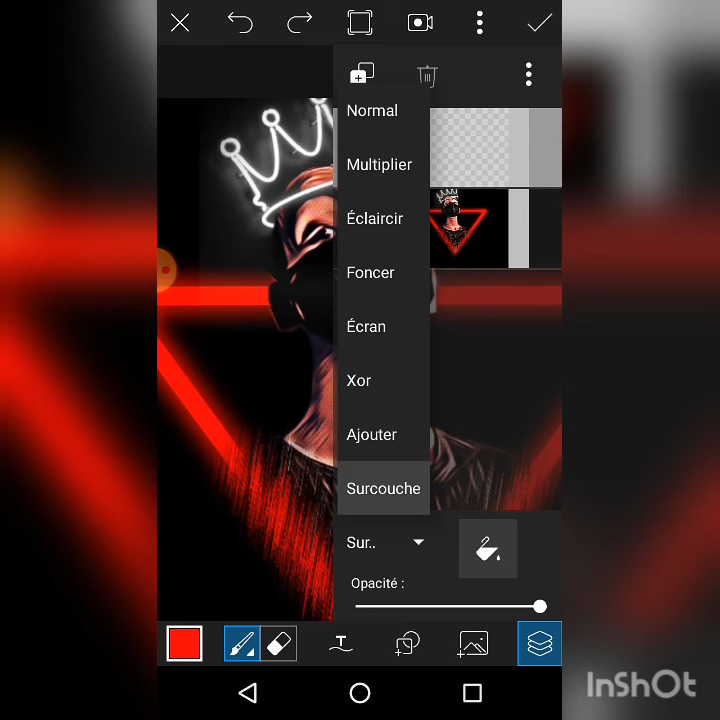 Normal
Multiplier
Éclaircir
Foncer
Écran
Xor
Ajouter
Surcouche
Sur..
Opacité :
T
InShOt